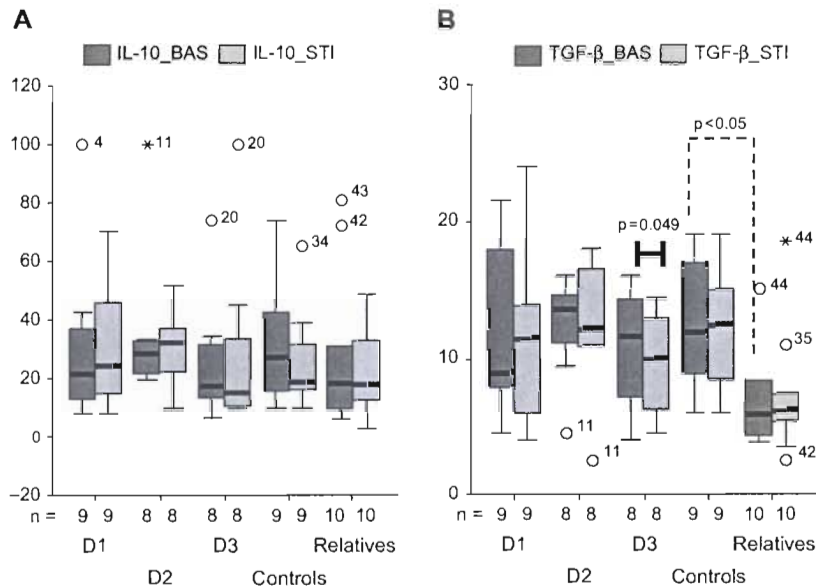 A
IL-10_BAS IL-10_STI
120
100
80
60
40
20
0
–20
4
*11
20
20
34
43
42
n = 9 9 8 8 8 8 9 9 10 10
D1 D3 Relatives
D2 Controls
B
TGF-β_BAS TGF-β_STI
30
20
10
0
p<0.05
p=0.049
11
11
44
*44
35
42
n = 9 9 8 8 8 8 9 9 10 10
D1 D3 Relatives
D2 Controls